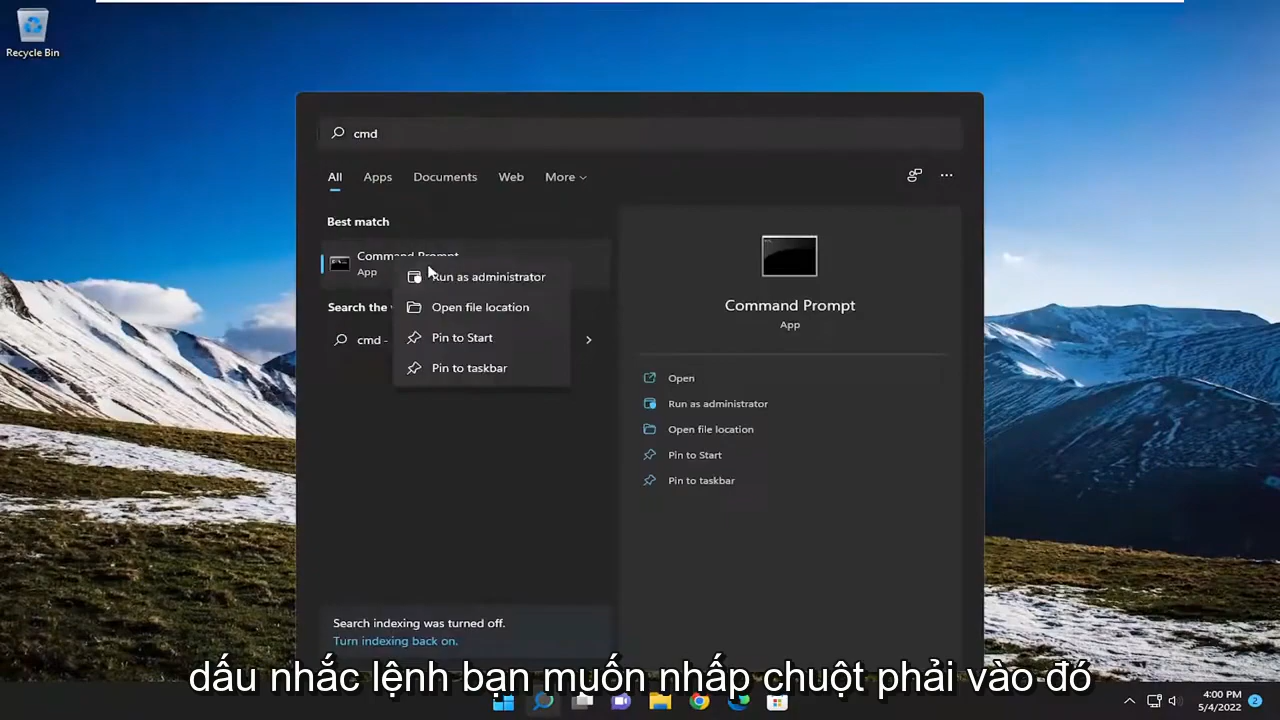 Recycle Bin
cmd
All Apps Documents Web More
Best match
Command Prompt
App
Run as administrator
Open file location
Pin to Start
Pin to taskbar
Search the
cmd -
Command Prompt
App
Open
Run as administrator
Open file location
Pin to Start
Pin to taskbar
Search indexing was turned off.
Turn indexing back on.
dấu nhắc lệnh bạn muốn nhấp chuột phải vào đó
4:00 PM
5/4/2022
2